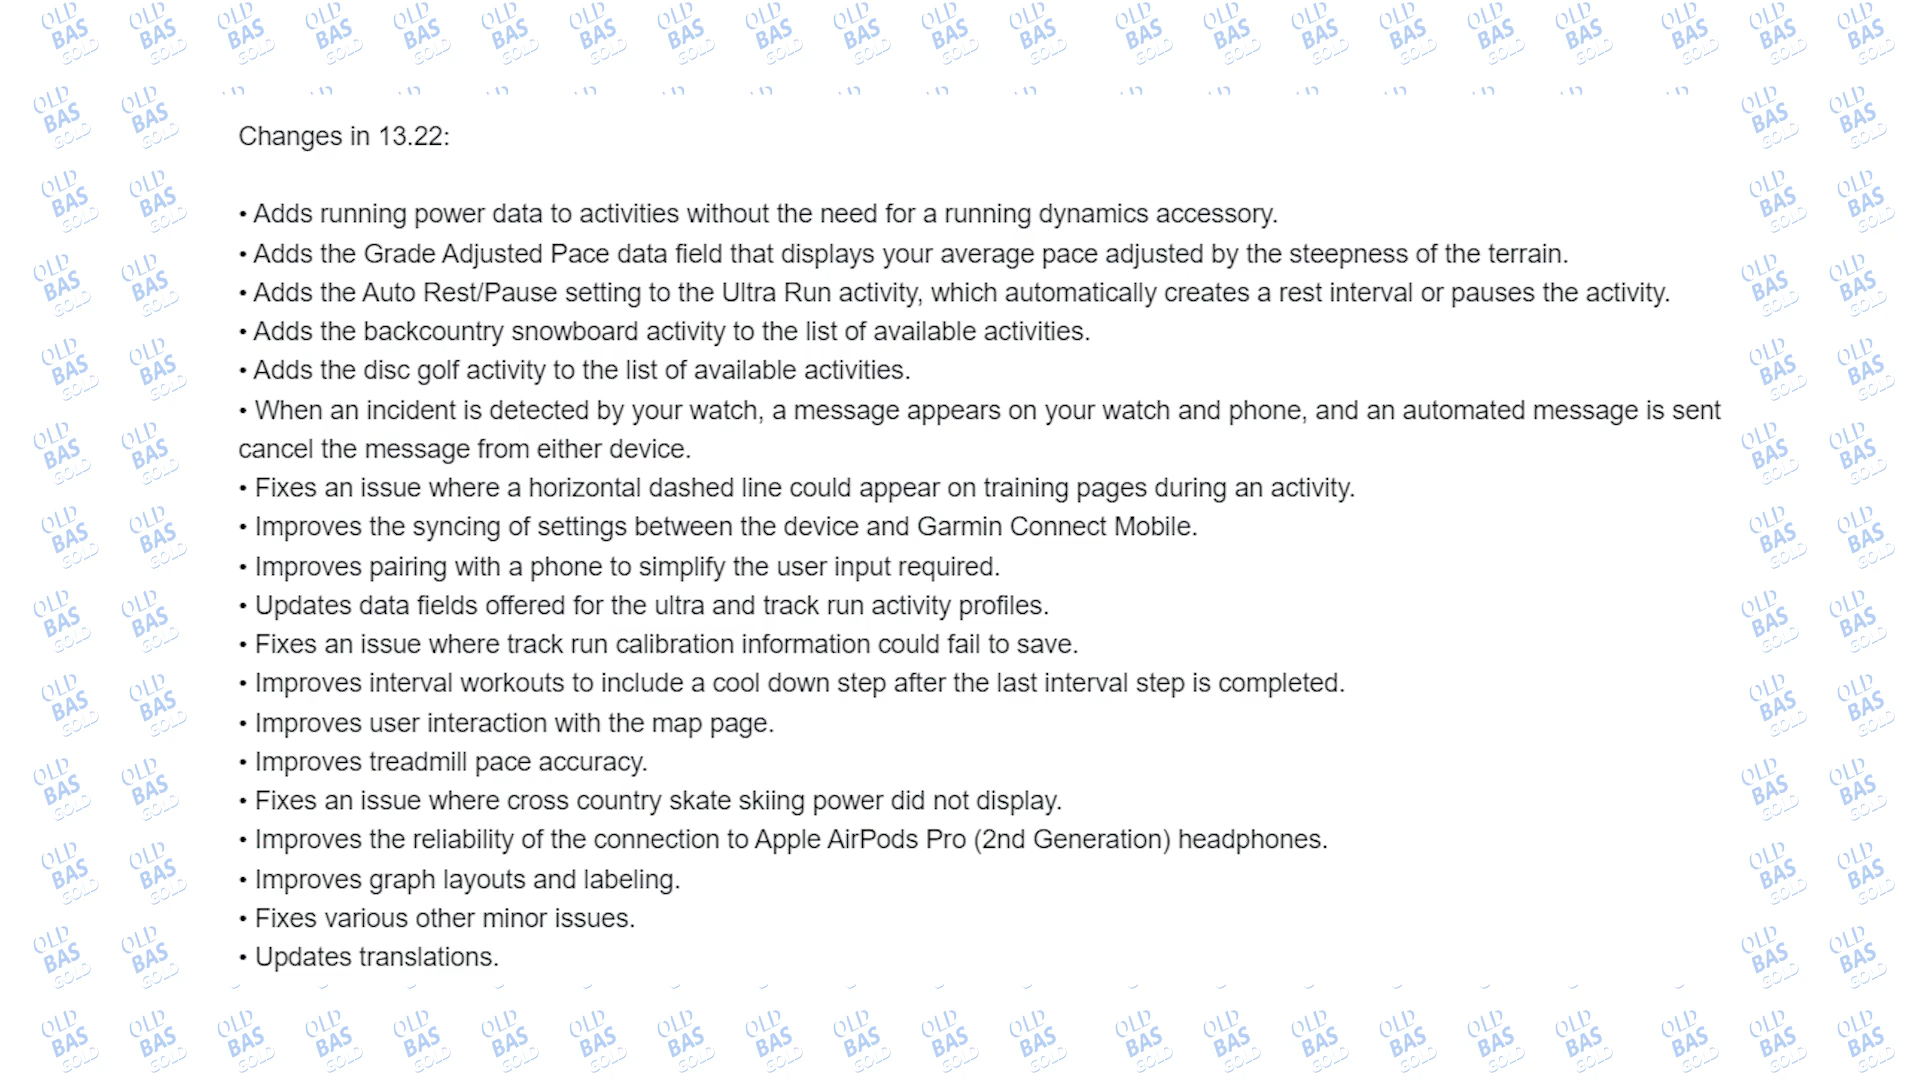 Changes in 13.22:
• Adds running power data to activities without the need for a running dynamics accessory.
• Adds the Grade Adjusted Pace data field that displays your average pace adjusted by the steepness of the terrain.
• Adds the Auto Rest/Pause setting to the Ultra Run activity, which automatically creates a rest interval or pauses the activity.
• Adds the backcountry snowboard activity to the list of available activities.
• Adds the disc golf activity to the list of available activities.
• When an incident is detected by your watch, a message appears on your watch and phone, and an automated message is sent
cancel the message from either device.
• Fixes an issue where a horizontal dashed line could appear on training pages during an activity.
• Improves the syncing of settings between the device and Garmin Connect Mobile.
• Improves pairing with a phone to simplify the user input required.
• Updates data fields offered for the ultra and track run activity profiles.
• Fixes an issue where track run calibration information could fail to save.
• Improves interval workouts to include a cool down step after the last interval step is completed.
• Improves user interaction with the map page.
• Improves treadmill pace accuracy.
• Fixes an issue where cross country skate skiing power did not display.
• Improves the reliability of the connection to Apple AirPods Pro (2nd Generation) headphones.
• Improves graph layouts and labeling.
• Fixes various other minor issues.
• Updates translations.
OLD
BAS
GOLD